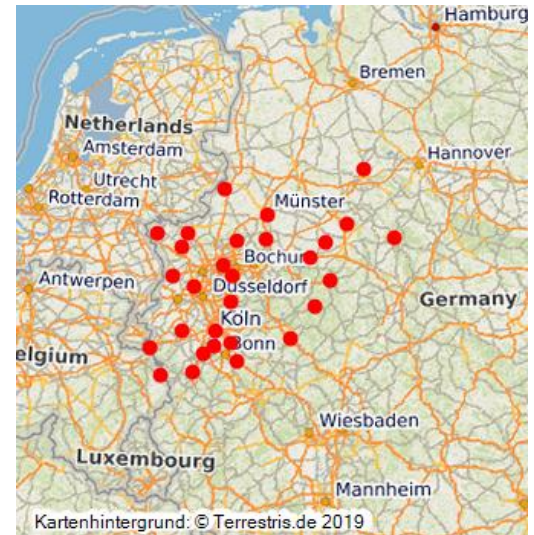 Hamburg
Bremen
Netherlands
Amsterdam
Hannover
Utrecht
Rotterdam
Münster
Bochum
Antwerpen
Düsseldorf
Germany
Köln
elgium
Bonn
Wiesbaden
Luxembourg
Mannheim
Kartenhintergrund: © Terrestris.de 2019